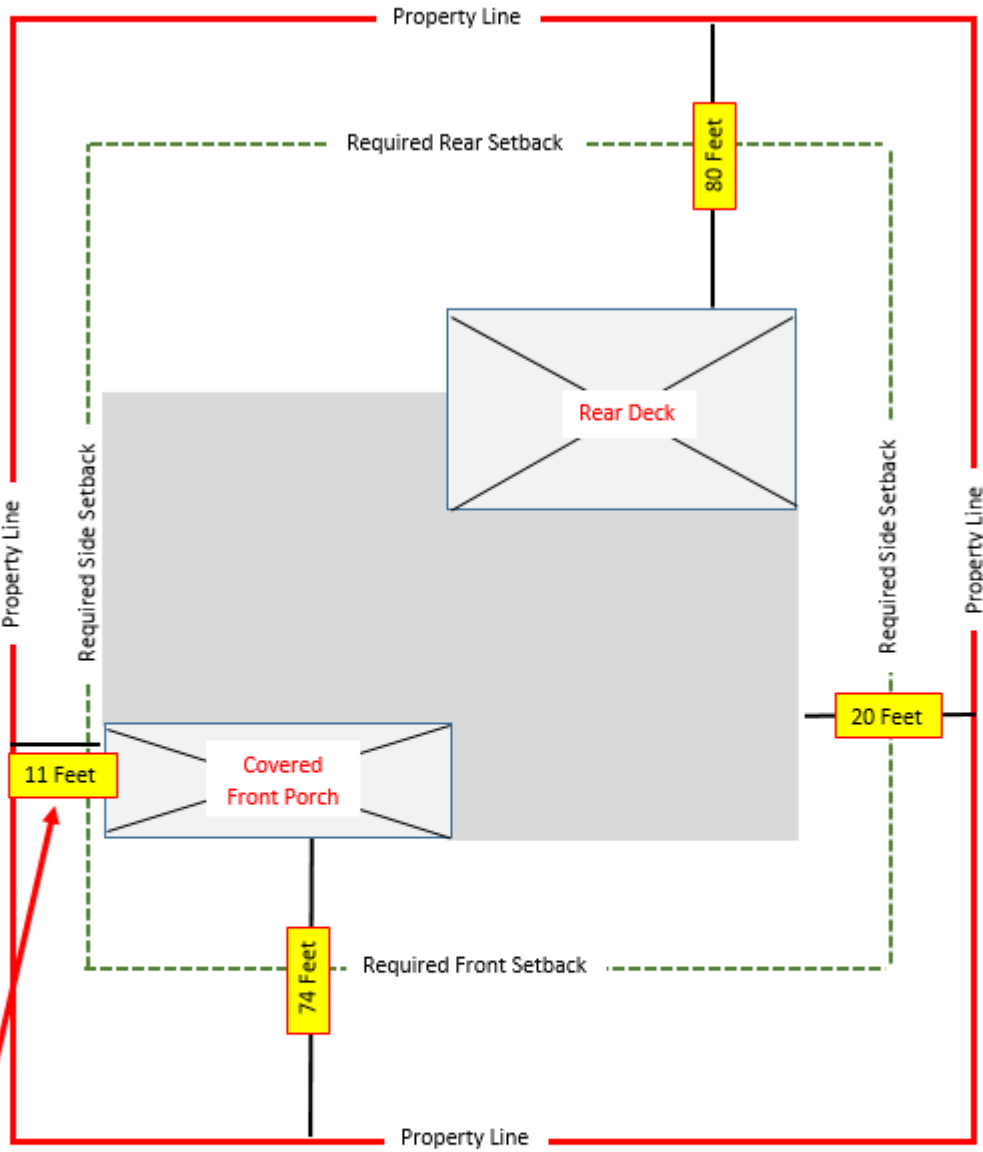 Property Line
80 Feet
Required Rear Setback
Rear Deck
Property Line
Required Side Setback
Required Side Setback
Property Line
20 Feet
11 Feet
Covered
Front Porch
74 Feet
Required Front Setback
Property Line